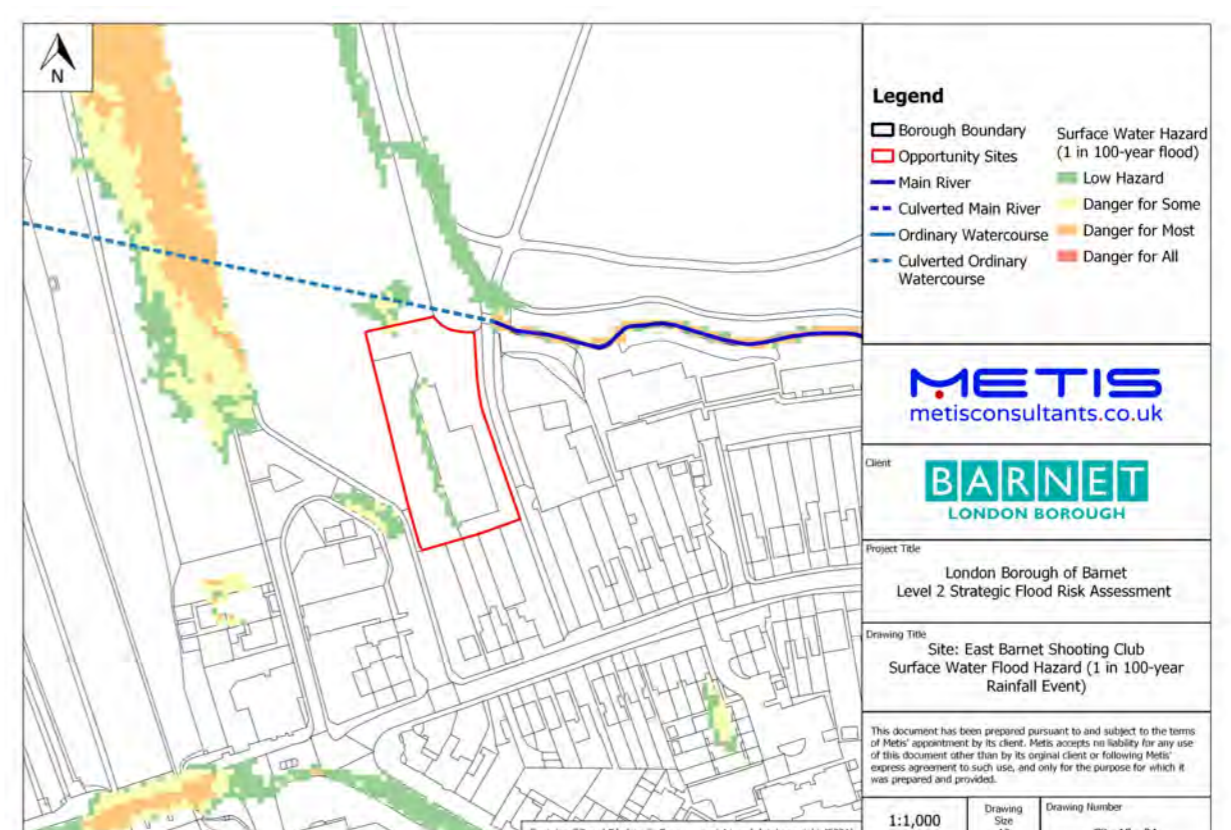 N
Legend
Borough Boundary
Opportunity Sites
Main River
Culverted Main River
Ordinary Watercourse
Culverted Ordinary
Watercourse
Surface Water Hazard
(1 in 100-year flood)
Low Hazard
Danger for Some
Danger for Most
Danger for All
METIS
metisconsultants.co.uk
Client
BARNET
LONDON BOROUGH
Project Title
London Borough of Barnet
Level 2 Strategic Flood Risk Assessment
Drawing Title
Site: East Barnet Shooting Club
Surface Water Flood Hazard (1 in 100-year
Rainfall Event)
This document has been prepared pursuant to and subject to the terms
of Metis' appointment by its client. Metis accepts no liability for any use
of this document other than by its orginal client or following Metis'
express agreement to such use, and only for the purpose for which it
was prepared and provided.
1:1,000
Drawing
Size
Drawing Number